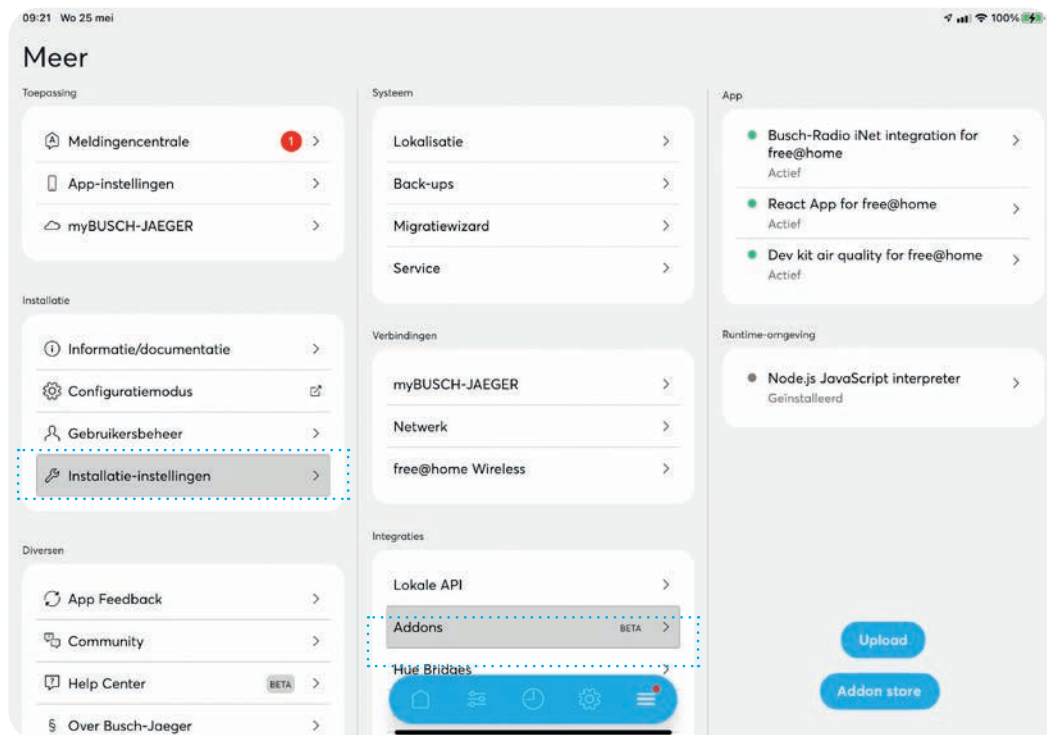 09:21 Wo 25 mei
100%
Meer
Toepassing
Meldingencentrale
1
App-instellingen
myBUSCH-JAEGER
Installatie
Informatie/documentatie
Configuratiemodus
Gebruikersbeheer
Installatie-instellingen
Diversen
App Feedback
Community
Help Center
BETA
§ Over Busch-Jaeger
Systeem
Lokalisatie
Back-ups
Migratiewizard
Service
Verbindingen
myBUSCH-JAEGER
Netwerk
free@home Wireless
Integraties
Lokale API
Addons
BETA
Hue Bridges
App
Busch-Radio iNet integration for
free@home
Actief
React App for free@home
Actief
Dev kit air quality for free@home
Actief
Runtime-omgeving
Node.js JavaScript interpreter
Geïnstalleerd
Upload
Addon store